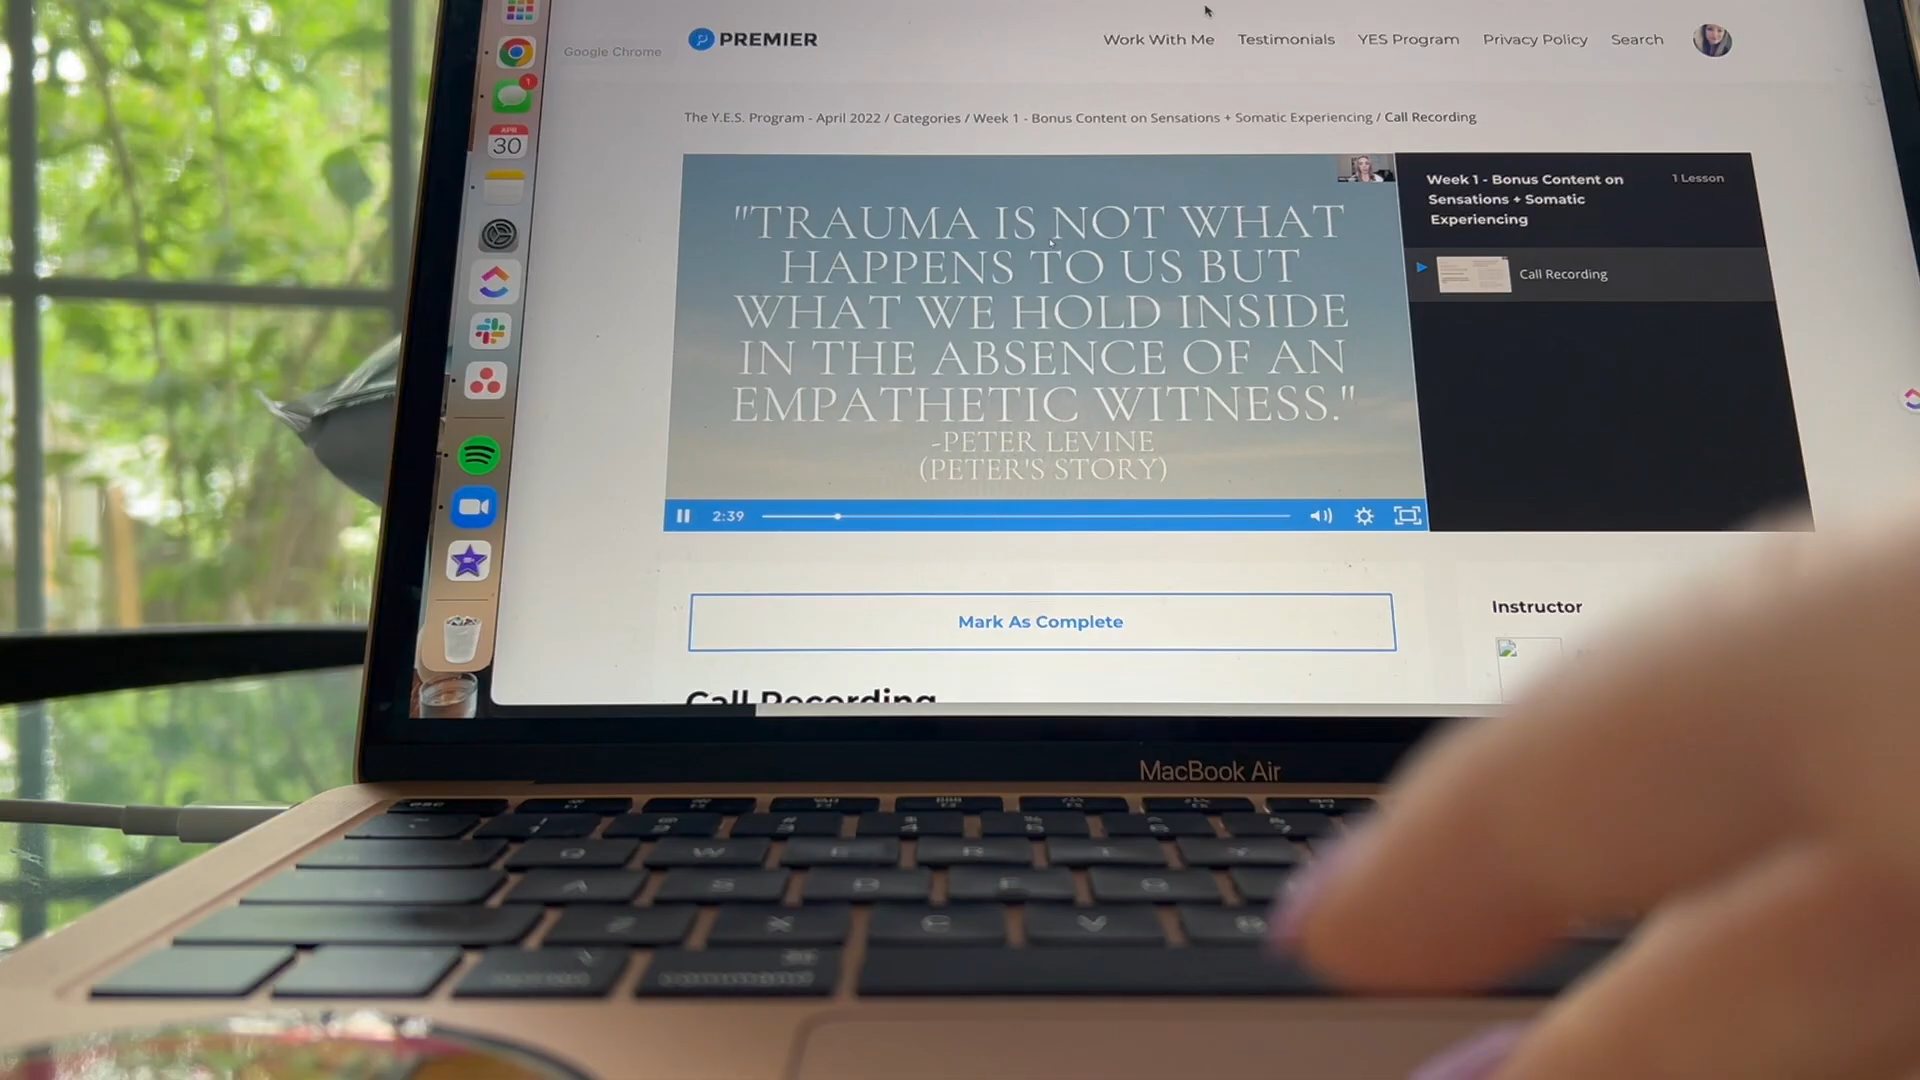 Google Chrome
PREMIER
Work With Me Testimonials YES Program Privacy Policy Search
1
APR
30
The Y.E.S. Program - April 2022 / Categories / Week 1 - Bonus Content on Sensations + Somatic Experiencing / Call Recording
"TRAUMA IS NOT WHAT
HAPPENS TO US BUT
WHAT WE HOLD INSIDE
IN THE ABSENCE OF AN
EMPATHETIC WITNESS."
-PETER LEVINE
(PETER'S STORY)
2:39
Week 1 - Bonus Content on
Sensations + Somatic
Experiencing
1 Lesson
Call Recording
Mark As Complete
Instructor
Call Recording
MacBook Air
esc
Q W E R T Y
A S D F G
Z X C V B